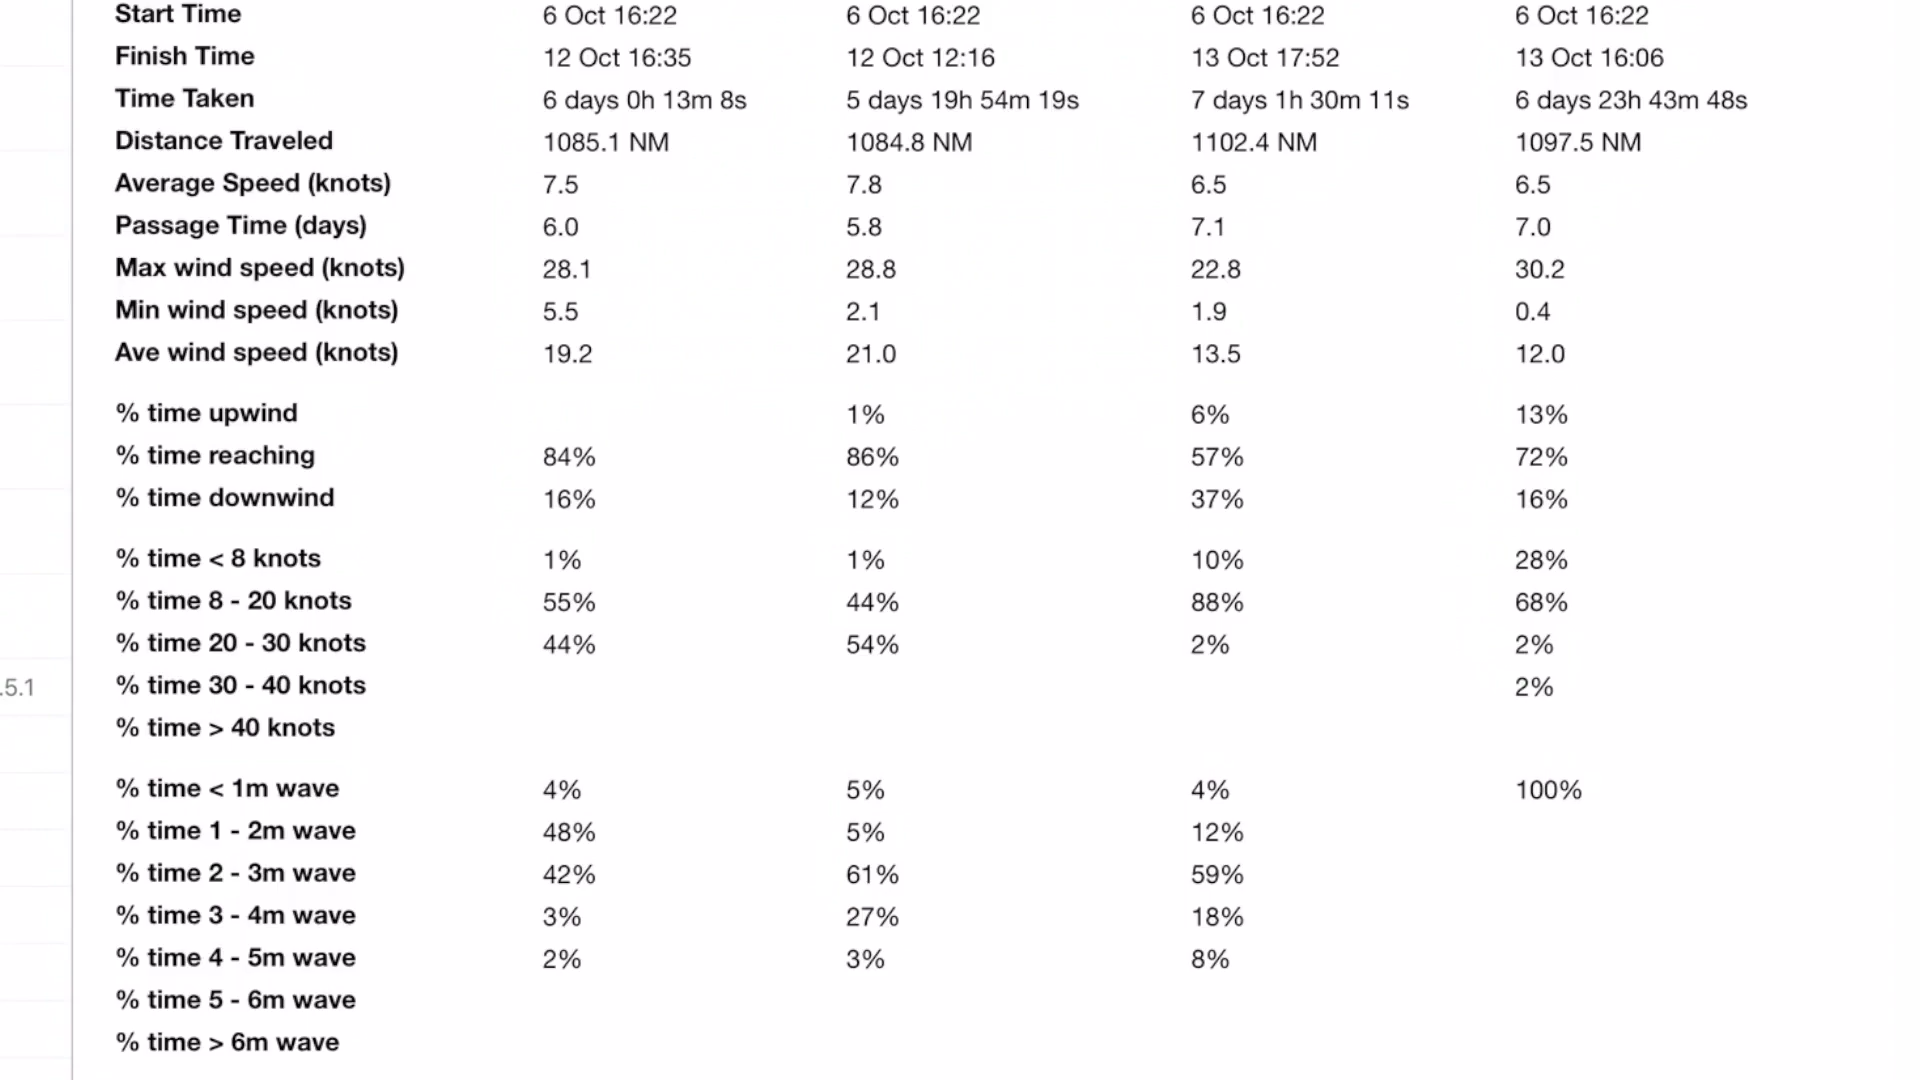 Start Time 6 Oct 16:22 6 Oct 16:22 6 Oct 16:22 6 Oct 16:22
Finish Time 12 Oct 16:35 12 Oct 12:16 13 Oct 17:52 13 Oct 16:06
Time Taken 6 days 0h 13m 8s 5 days 19h 54m 19s 7 days 1h 30m 11s 6 days 23h 43m 48s
Distance Traveled 1085.1 NM 1084.8 NM 1102.4 NM 1097.5 NM
Average Speed (knots) 7.5 7.8 6.5 6.5
Passage Time (days) 6.0 5.8 7.1 7.0
Max wind speed (knots) 28.1 28.8 22.8 30.2
Min wind speed (knots) 5.5 2.1 1.9 0.4
Ave wind speed (knots) 19.2 21.0 13.5 12.0
% time upwind 1% 6% 13%
% time reaching 84% 86% 57% 72%
% time downwind 16% 12% 37% 16%
% time < 8 knots 1% 1% 10% 28%
% time 8 - 20 knots 55% 44% 88% 68%
% time 20 - 30 knots 44% 54% 2% 2%
.5.1 % time 30 - 40 knots 2%
% time > 40 knots
% time < 1m wave 4% 5% 4% 100%
% time 1 - 2m wave 48% 5% 12%
% time 2 - 3m wave 42% 61% 59%
% time 3 - 4m wave 3% 27% 18%
% time 4 - 5m wave 2% 3% 8%
% time 5 - 6m wave
% time > 6m wave